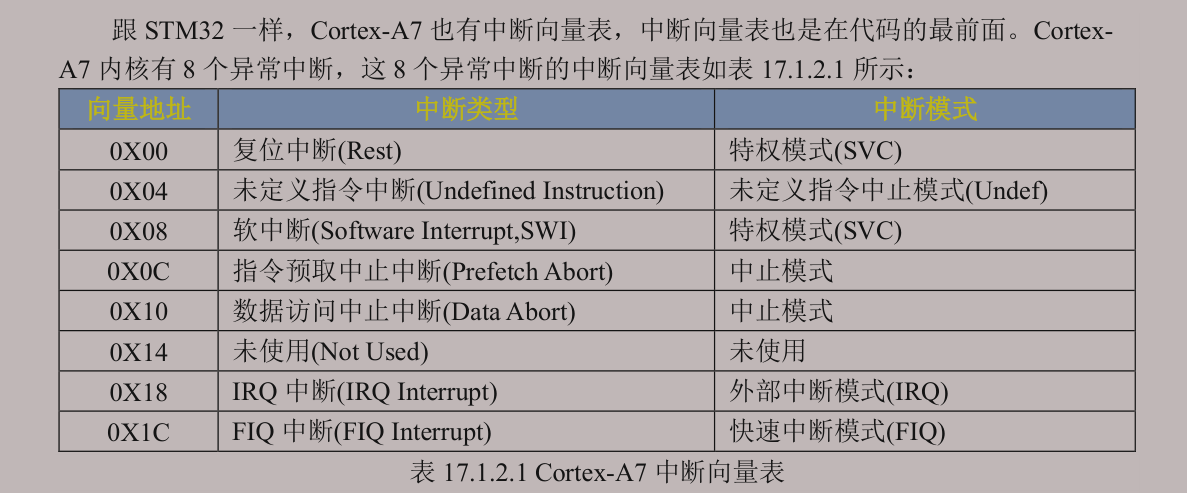 跟 STM32 一样，Cortex-A7 也有中断向量表，中断向量表也是在代码的最前面。Cortex-
A7 内核有 8 个异常中断，这 8 个异常中断的中断向量表如表 17.1.2.1 所示：
向量地址 中断类型 中断模式
0X00 复位中断(Rest) 特权模式(SVC)
0X04 未定义指令中断(Undefined Instruction) 未定义指令中止模式(Undef)
0X08 软中断(Software Interrupt,SWI) 特权模式(SVC)
0X0C 指令预取中止中断(Prefetch Abort) 中止模式
0X10 数据访问中止中断(Data Abort) 中止模式
0X14 未使用(Not Used) 未使用
0X18 IRQ 中断(IRQ Interrupt) 外部中断模式(IRQ)
0X1C FIQ 中断(FIQ Interrupt) 快速中断模式(FIQ)
表 17.1.2.1 Cortex-A7 中断向量表